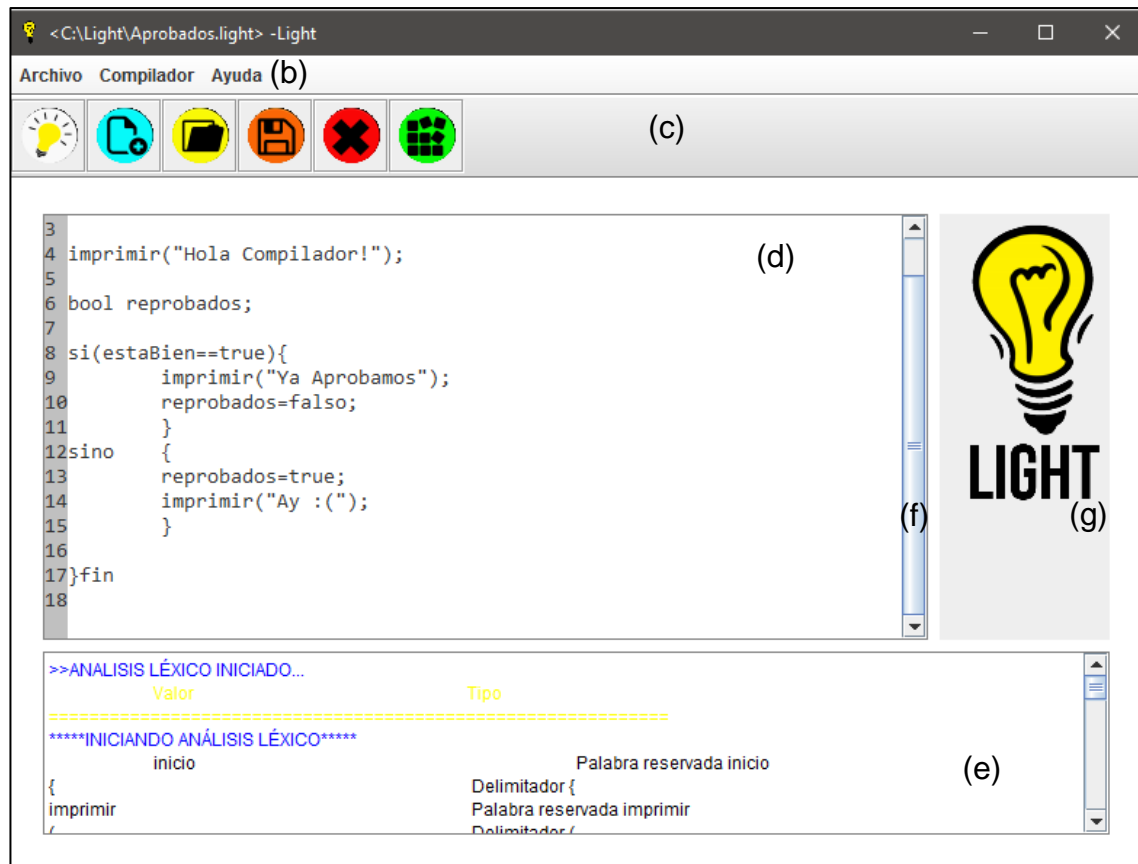 <C:\Light\Aprobados.light> -Light
Archivo Compilador Ayuda (b)
(c)
3
4 imprimir("Hola Compilador!");
(d)
5
6 bool reprobados;
7
8 si(estaBien==true){
9 imprimir("Ya Aprobamos");
10 reprobados=falso;
11 }
12 sino {
13 reprobados=true;
14 imprimir("Ay :(");
15 }
16
17 }fin
18
(f)
LIGHT
(g)
>>ANALISIS LÉXICO INICIADO...
Valor Tipo
=============================================================
*****INICIANDO ANÁLISIS LÉXICO*****
inicio Palabra reservada inicio
{ Delimitador {
imprimir Palabra reservada imprimir
( Delimitador (
(e)